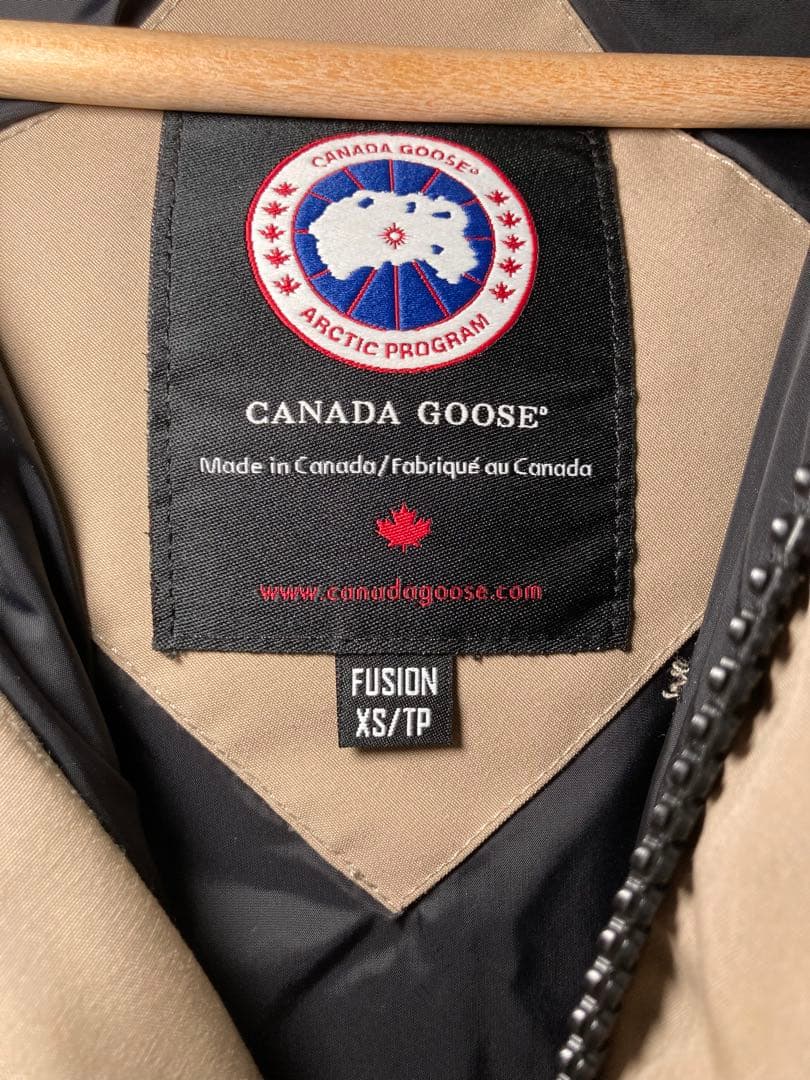 CANADA GOOSE®
ARCTIC PROGRAM
CANADA GOOSE®
Made in Canada/Fabriqué au Canada
www.canadagoose.com
FUSION
XS/TP